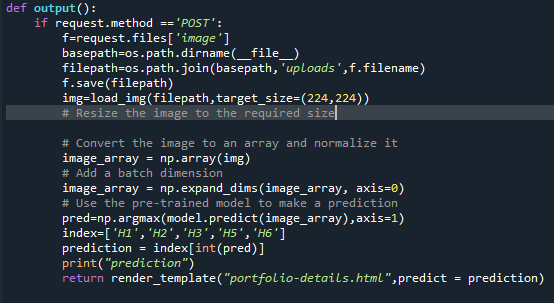 def output():
    if request.method =='POST':
        f=request.files['image']
        basepath=os.path.dirname(__file__)
        filepath=os.path.join(basepath,'uploads',f.filename)
        f.save(filepath)
        img=load_img(filepath,target_size=(224,224))
        # Resize the image to the required size

        # Convert the image to an array and normalize it
        image_array = np.array(img)
        # Add a batch dimension
        image_array = np.expand_dims(image_array, axis=0)
        # Use the pre-trained model to make a prediction
        pred=np.argmax(model.predict(image_array),axis=1)
        index=['H1','H2','H3','H5','H6']
        prediction = index[int(pred)]
        print("prediction")
        return render_template("portfolio-details.html",predict = prediction)